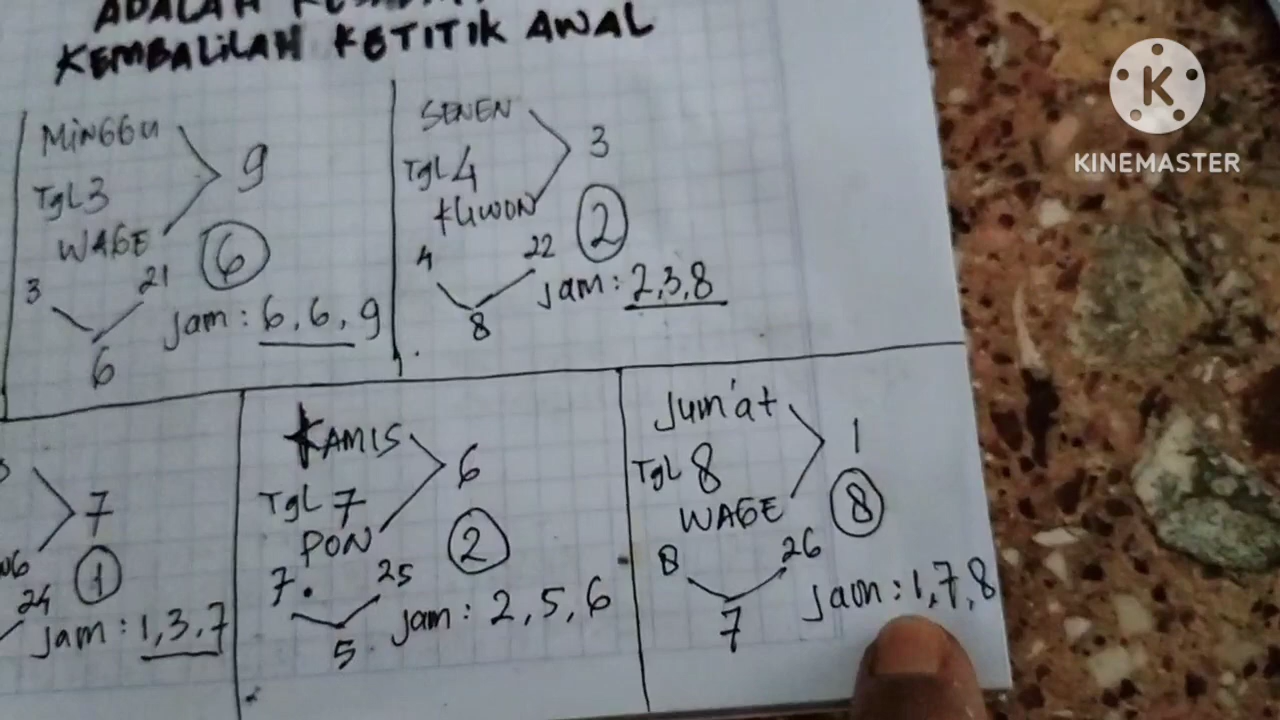 ADALAH
KEMBALILAH KETITIK AWAL
MINGGU
9
Tgl 3
WAGE
6
3 21
6
jam : 6, 6, 9
SENEN
3
Tgl 4
KLIWON
2
4 22
8
jam : 2, 3, 8
7
1
24
jam : 1, 3, 7
KAMIS
6
Tgl 7
PON
2
7 25
5
jam : 2, 5, 6
Jum'at
1
Tgl 8
WAGE
8
8 26
7
Jam : 1, 7, 8
K
KINEMASTER